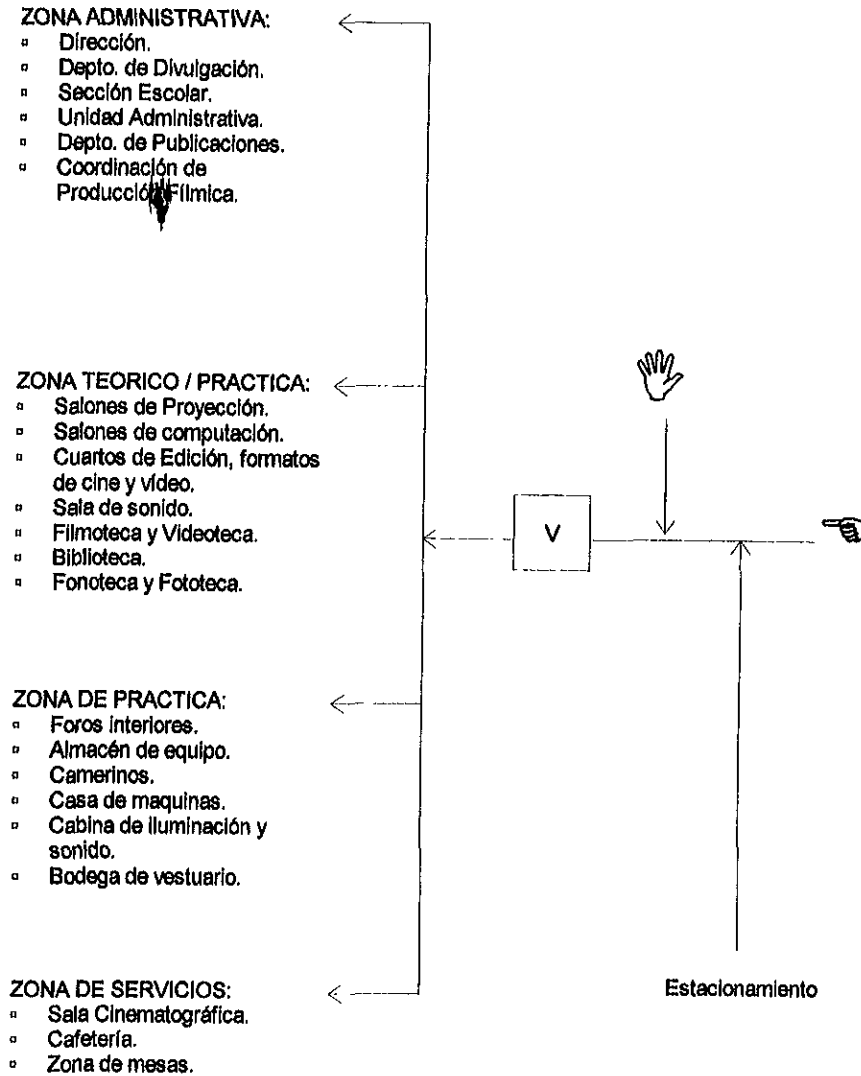 ZONA ADMINISTRATIVA:
Dirección.
Depto. de Divulgación.
Sección Escolar.
Unidad Administrativa.
Depto. de Publicaciones.
Coordinación de
Producción Fílmica.
ZONA TEORICO / PRACTICA:
Salones de Proyección.
Salones de computación.
Cuartos de Edición, formatos
de cine y vídeo.
Sala de sonido.
Filmoteca y Videoteca.
Biblioteca.
Fonoteca y Fototeca.
V
ZONA DE PRACTICA:
Foros interiores.
Almacén de equipo.
Camerinos.
Casa de maquinas.
Cabina de iluminación y
sonido.
Bodega de vestuario.
ZONA DE SERVICIOS:
Sala Cinematográfica.
Cafetería.
Zona de mesas.
Estacionamiento